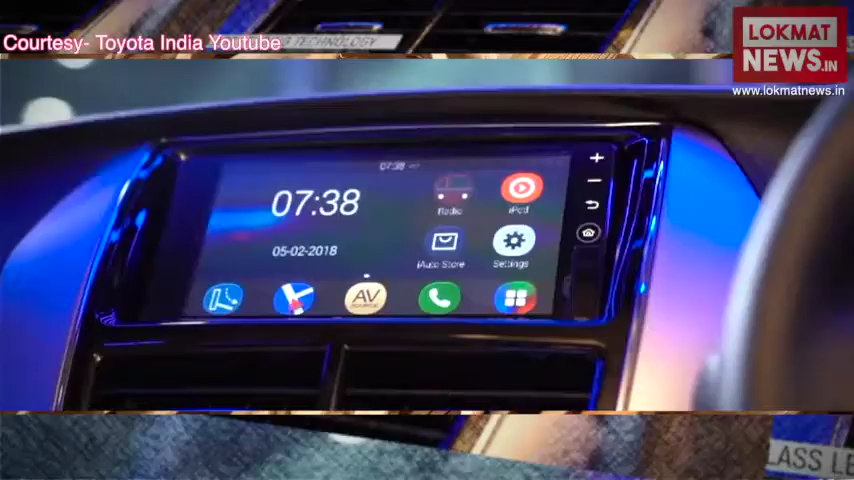 Courtesy- Toyota India Youtube
TECHNOLOGY
LOKMAT
NEWS.IN
www.lokmatnews.in
07:38
07:38
05-02-2018
Radio
iPod
iAuto Store
Settings
AV
LASS LE